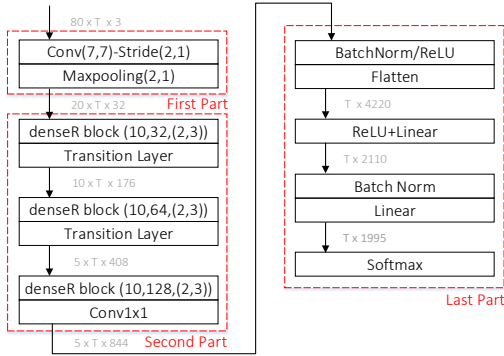 80 x T x 3
Conv(7,7)-Stride(2,1)
Maxpooling(2,1)
First Part
20 x T x 32
denseR block (10,32,(2,3))
Transition Layer
10 x T x 176
denseR block (10,64,(2,3))
Transition Layer
5 x T x 408
denseR block (10,128,(2,3))
Conv1x1
Second Part
5 x T x 844
BatchNorm/ReLU
Flatten
T x 4220
ReLU+Linear
T x 2110
Batch Norm
Linear
T x 1995
Softmax
Last Part